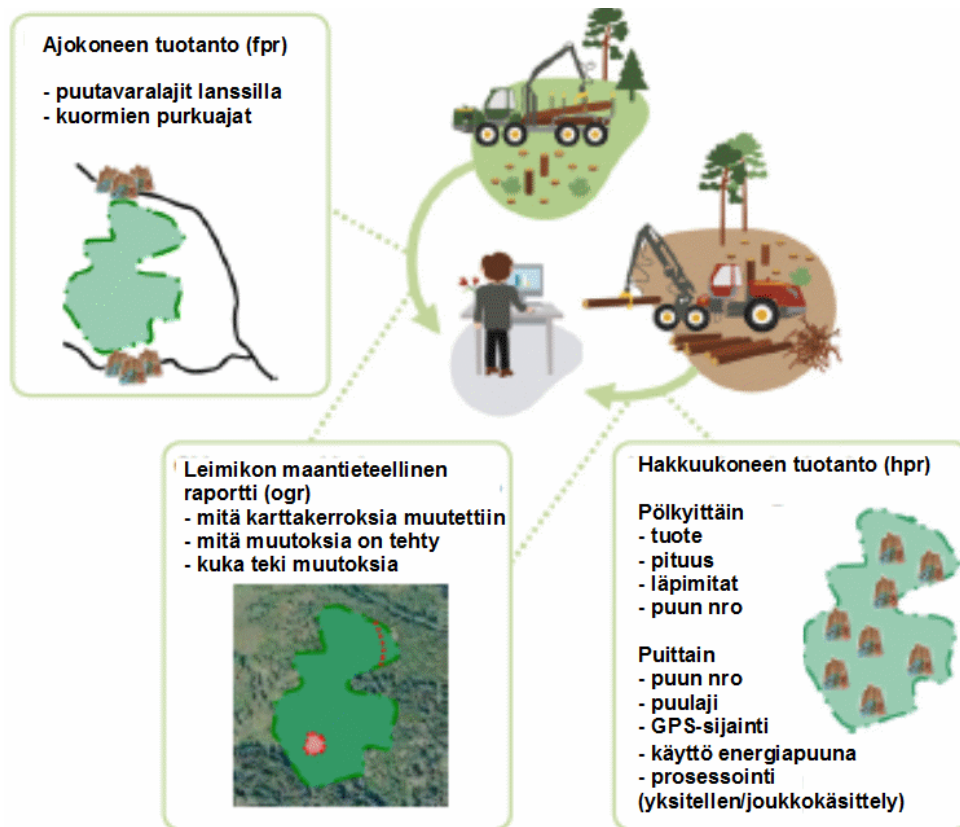 Ajokoneen tuotanto (fpr)
- puutavaralajit lanssilla
- kuormien purkuajat
Leimikon maantieteellinen
raportti (ogr)
- mitä karttakerroksia muutettiin
- mitä muutoksia on tehty
- kuka teki muutoksia
Hakkuukoneen tuotanto (hpr)
Pölkyittäin
- tuote
- pituus
- läpimitat
- puun nro
Puittain
- puun nro
- puulaji
- GPS-sijainti
- käyttö energiapuuna
- prosessointi
(yksitellen/joukkokäsittely)